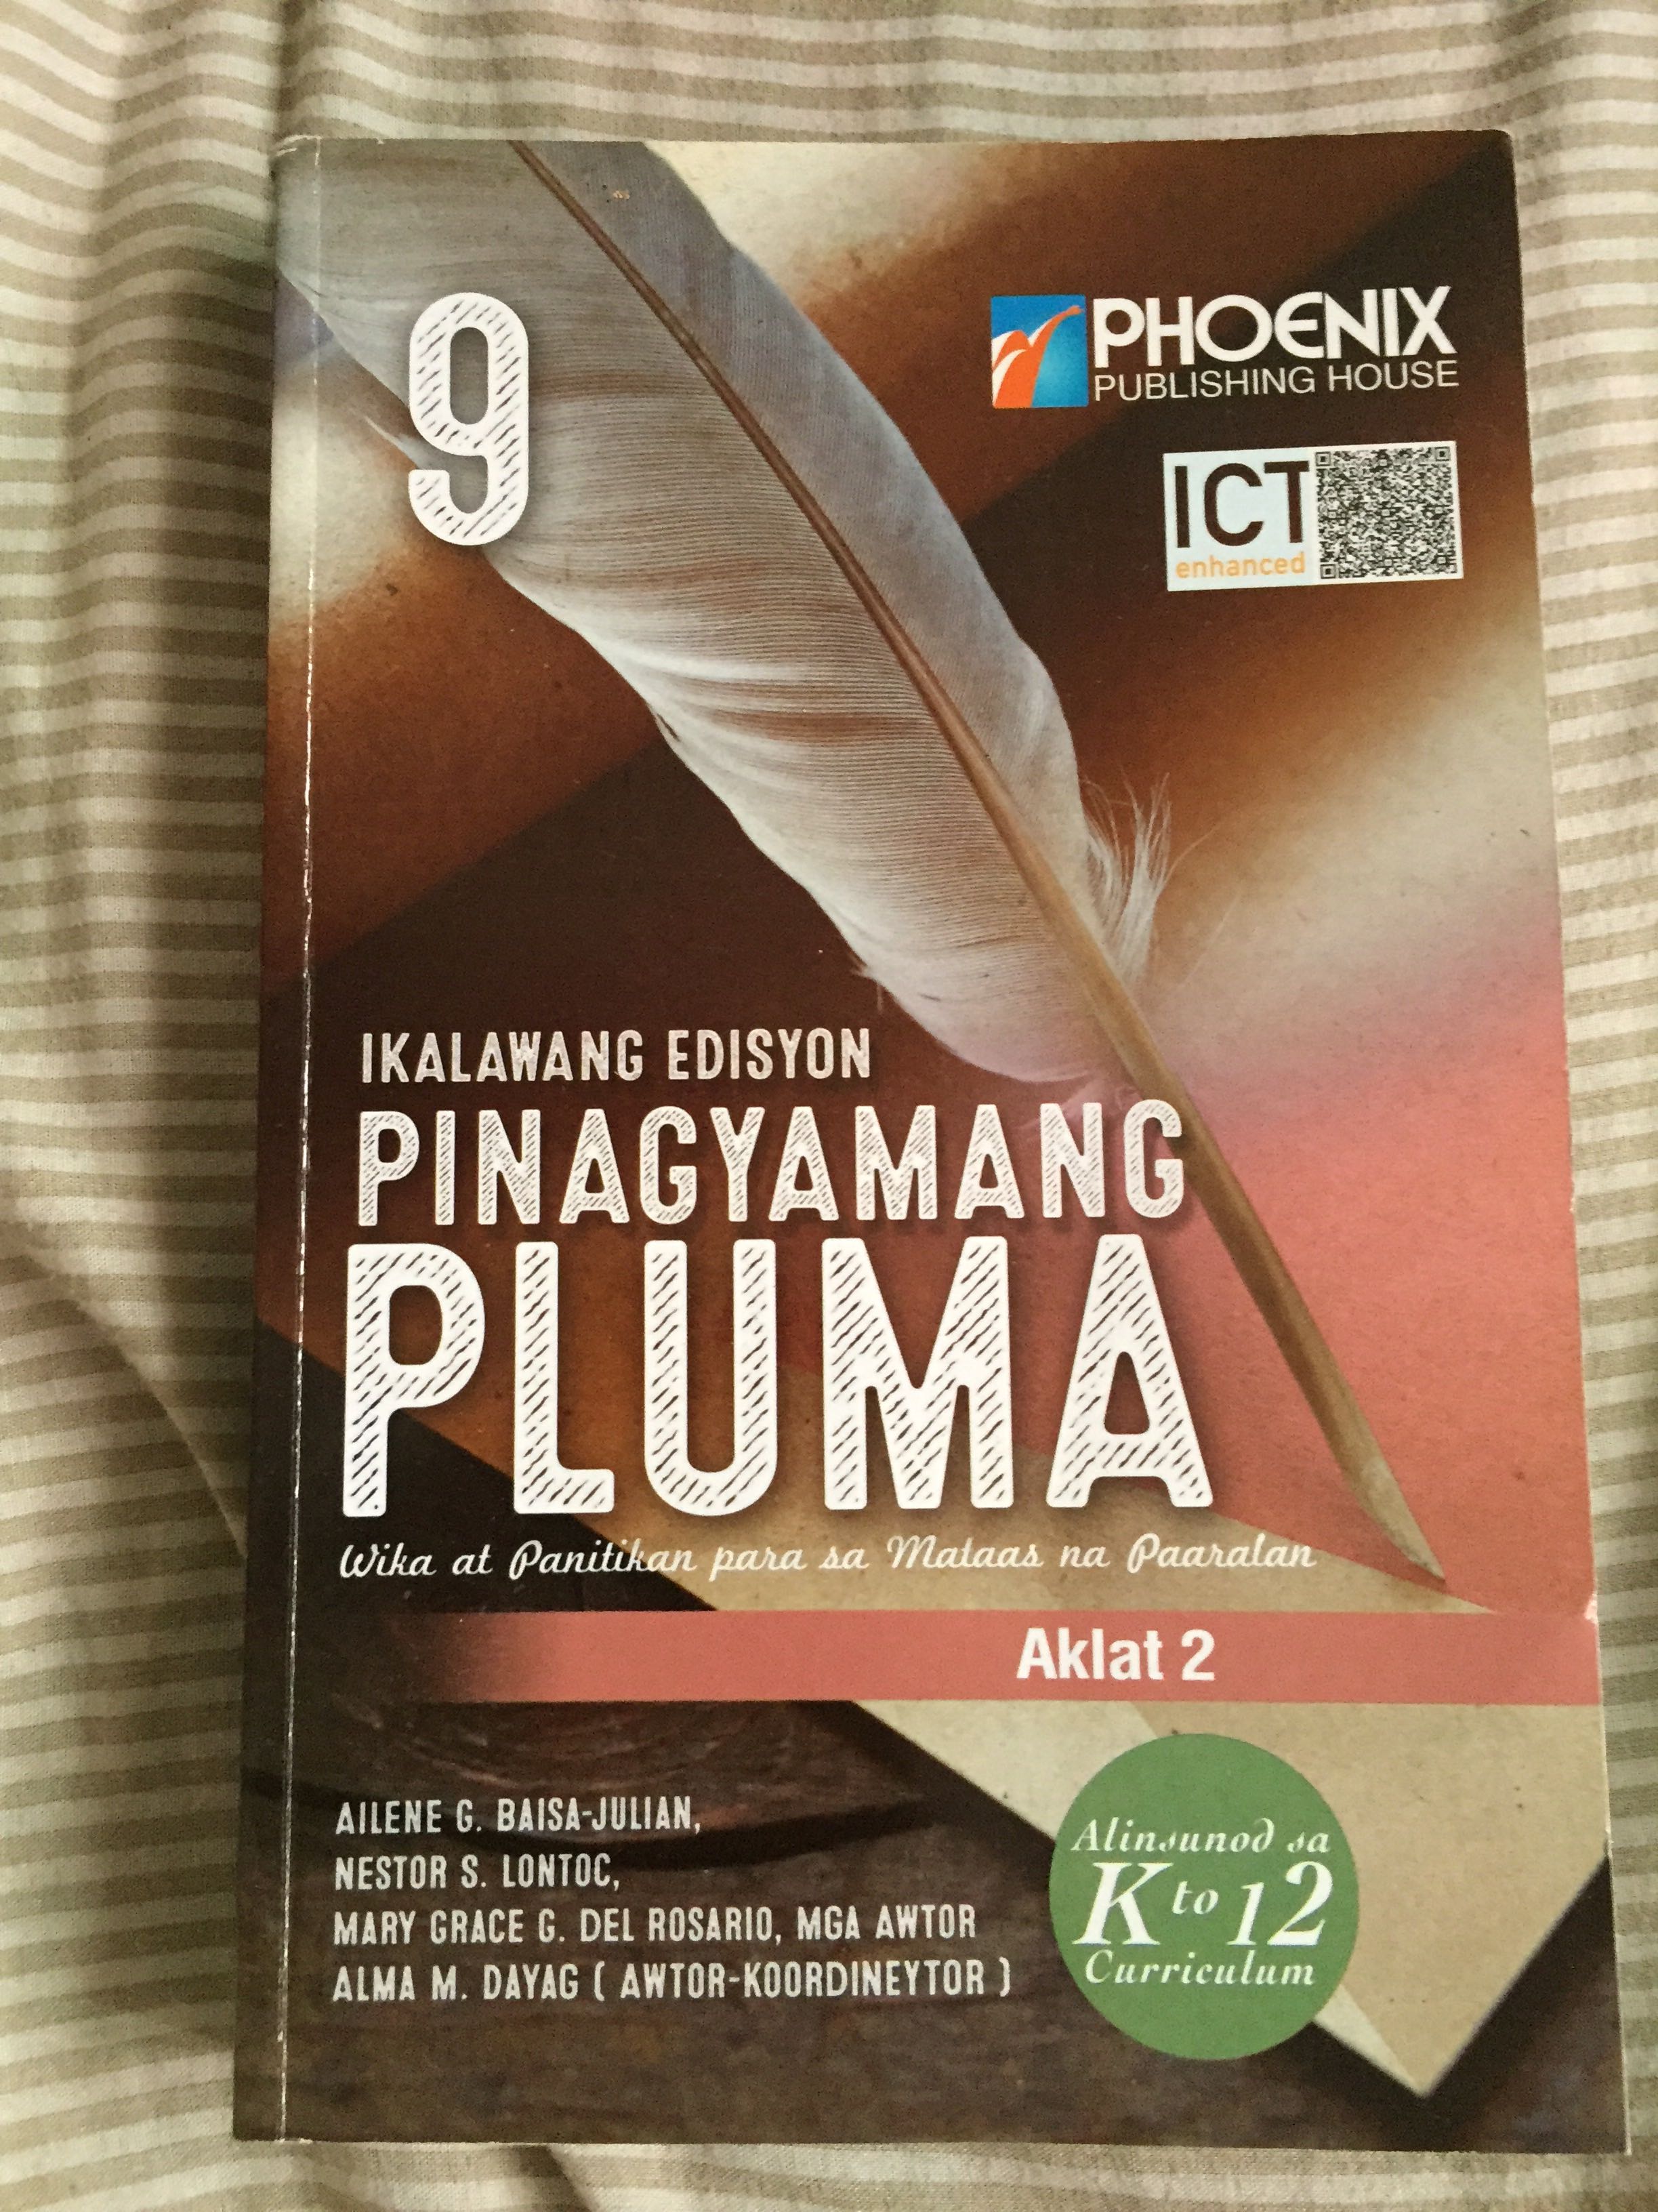 9
PHOENIX
PUBLISHING HOUSE
ICT
enhanced
IKALAWANG EDISYON
PINAGYAMANG
PLUMA
Wika at Panitikan para sa Mataas na Paaralan
Aklat 2
AILENE G. BAISA-JULIAN,
NESTOR S. LONTOC,
MARY GRACE G. DEL ROSARIO, MGA AWTOR
ALMA M. DAYAG ( AWTOR-KOORDINEYTOR )
Alinsunod sa
K to 12
Curriculum